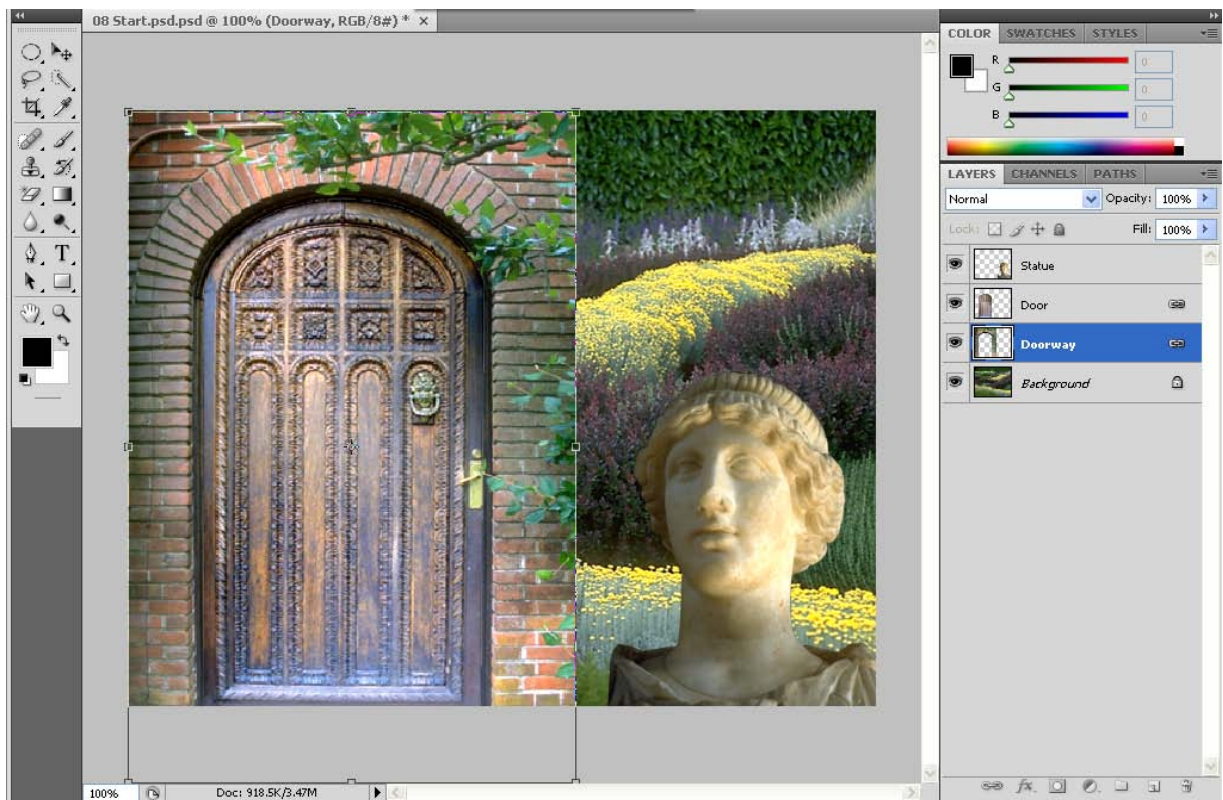 08 Start.psd.psd @ 100% (Doorway, RGB/8#) * ×
COLOR SWATCHES STYLES
R 0
G 0
B 0
LAYERS CHANNELS PATHS
Normal Opacity: 100%
Lock: Fill: 100%
Statue
Door
Doorway
Background
T
fx
100% Doc: 918.5K/3.47M